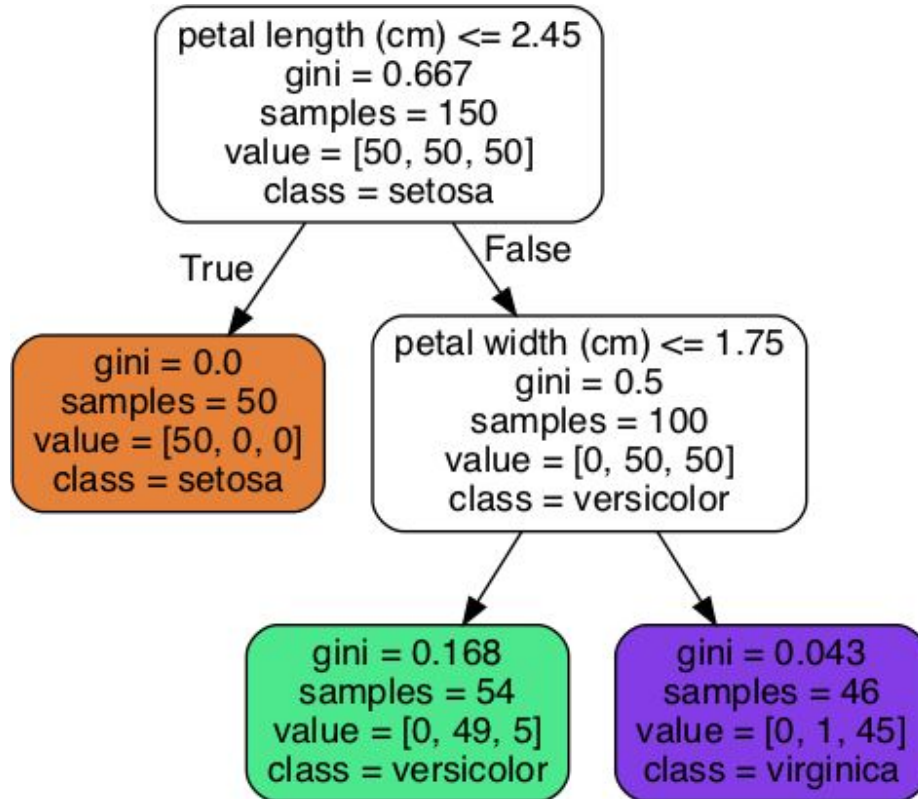 petal length (cm) <= 2.45
gini = 0.667
samples = 150
value = [50, 50, 50]
class = setosa
True
False
gini = 0.0
samples = 50
value = [50, 0, 0]
class = setosa
petal width (cm) <= 1.75
gini = 0.5
samples = 100
value = [0, 50, 50]
class = versicolor
gini = 0.168
samples = 54
value = [0, 49, 5]
class = versicolor
gini = 0.043
samples = 46
value = [0, 1, 45]
class = virginica